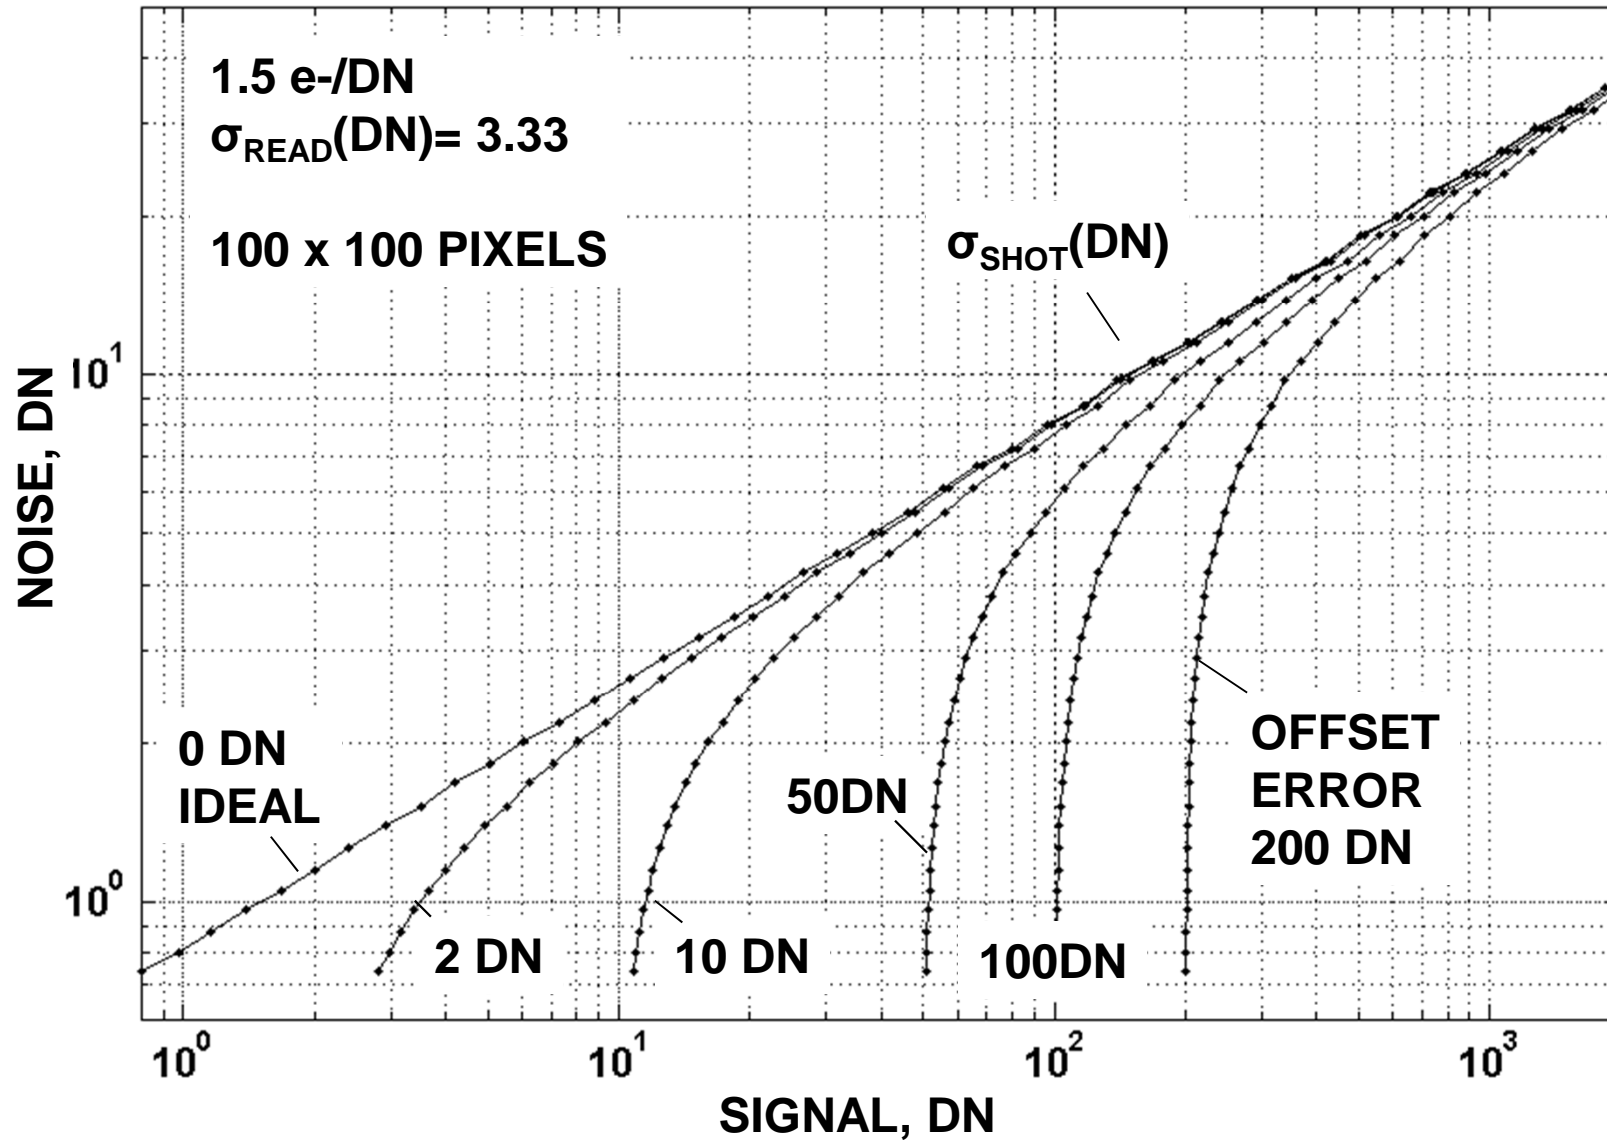 1.5 e-/DN
σREAD(DN)= 3.33
100 x 100 PIXELS
σSHOT(DN)
0 DN
IDEAL
2 DN
10 DN
50DN
100DN
OFFSET
ERROR
200 DN
NOISE, DN
10¹
10⁰
10⁰
10¹
10²
10³
SIGNAL, DN